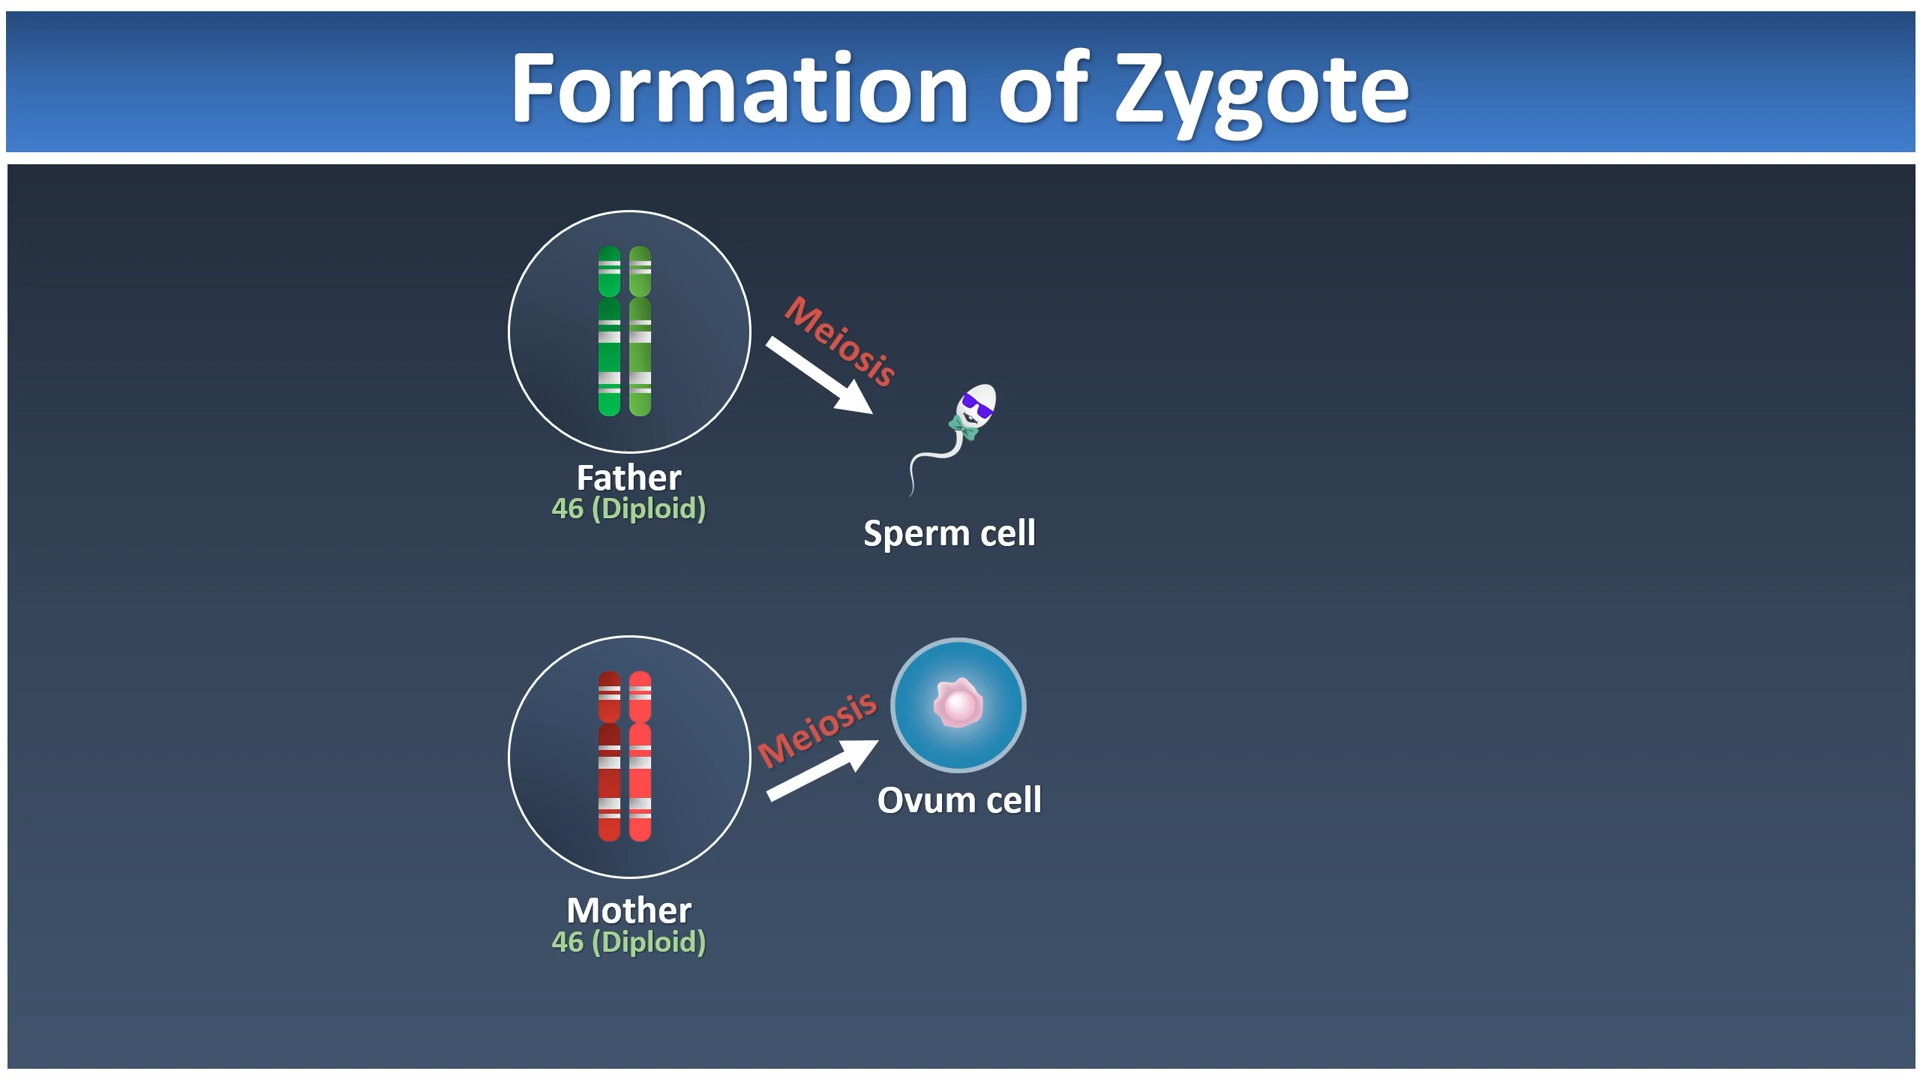 Formation of Zygote
Meiosis
Father
46 (Diploid)
Sperm cell
Meiosis
Ovum cell
Mother
46 (Diploid)